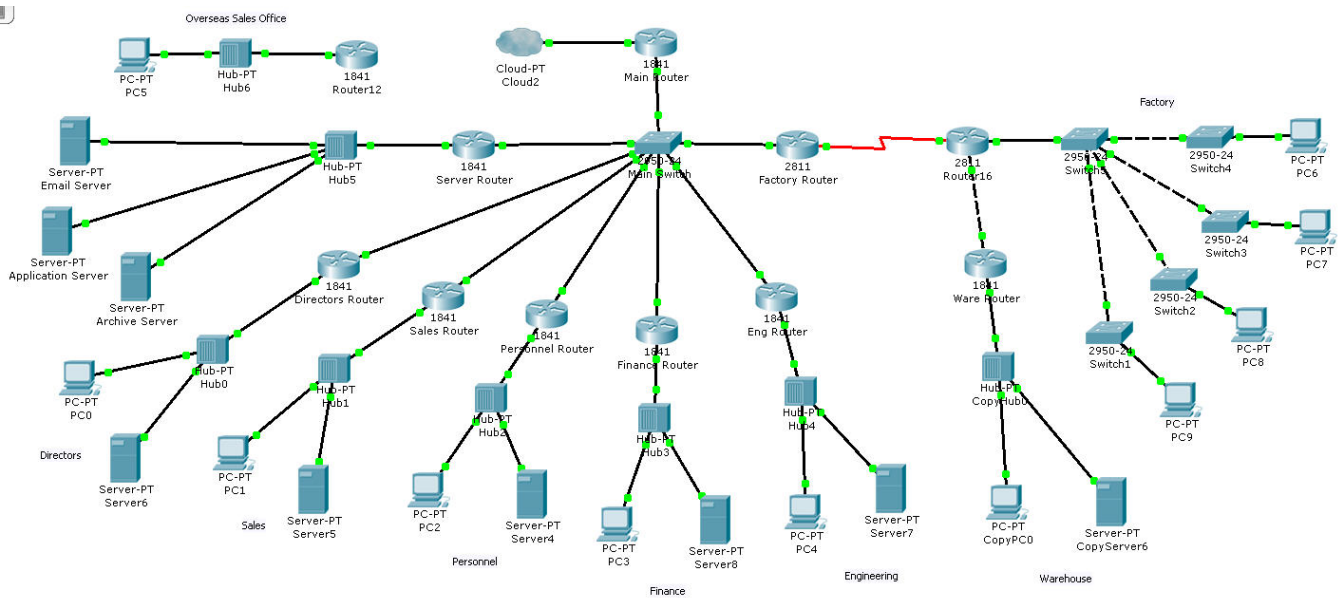 Overseas Sales Office
PC-PT
PC5
Hub-PT
Hub6
1841
Router12
Cloud-PT
Cloud2
1841
Main Router
Factory
Server-PT
Email Server
Hub-PT
Hub5
1841
Server Router
2950-24
Main Switch
2811
Factory Router
2811
Router16
2950-24
Switch5
2950-24
Switch4
PC-PT
PC6
Server-PT
Application Server
Server-PT
Archive Server
1841
Directors Router
1841
Sales Router
1841
Personnel Router
1841
Finance Router
1841
Eng Router
1841
Ware Router
2950-24
Switch3
PC-PT
PC7
2950-24
Switch2
PC-PT
PC8
2950-24
Switch1
PC-PT
PC9
Hub-PT
Hub0
Hub-PT
Hub1
Hub-PT
Hub2
Hub-PT
Hub3
Hub-PT
Hub4
Hub-PT
CopyHub0
PC-PT
PC0
Directors
Server-PT
Server6
PC-PT
PC1
Sales
Server-PT
Server5
PC-PT
PC2
Server-PT
Server4
Personnel
PC-PT
PC3
Server-PT
Server8
Finance
PC-PT
PC4
Server-PT
Server7
Engineering
PC-PT
CopyPC0
Server-PT
CopyServer6
Warehouse